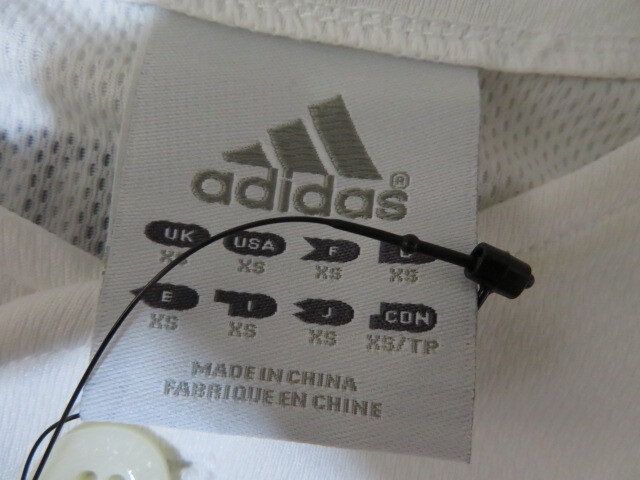 adidas®
UK USA F D
XS XS XS XS
E I J CDN
XS XS XS XS/TP
MADE IN CHINA
FABRIQUE EN CHINE